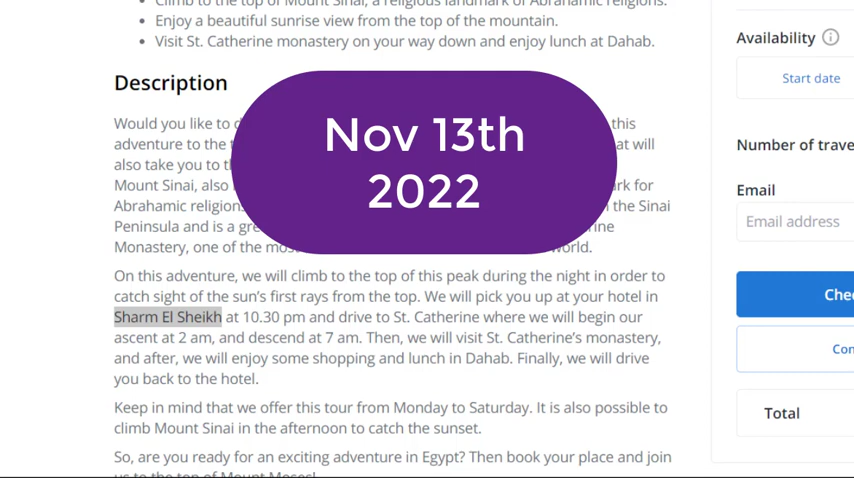 Climb to the top of Mount Sinai, a religious landmark of Abrahamic religions.
Enjoy a beautiful sunrise view from the top of the mountain.
Visit St. Catherine monastery on your way down and enjoy lunch at Dahab.
Description
Would you like to
this
adventure to the
will
also take you to
Mount Sinai, also
for
Abrahamic religions
the Sinai
Peninsula and is a
Monastery, one of the
world.
Nov 13th
2022
On this adventure, we will climb to the top of this peak during the night in order to
catch sight of the sun's first rays from the top. We will pick you up at your hotel in
Sharm El Sheikh at 10.30 pm and drive to St. Catherine where we will begin our
ascent at 2 am, and descend at 7 am. Then, we will visit St. Catherine's monastery,
and after, we will enjoy some shopping and lunch in Dahab. Finally, we will drive
you back to the hotel.
Keep in mind that we offer this tour from Monday to Saturday. It is also possible to
climb Mount Sinai in the afternoon to catch the sunset.
So, are you ready for an exciting adventure in Egypt? Then book your place and join
us to the top of Mount Moses!
Availability
Start date
Number of trave
Email
Email address
Che
Con
Total